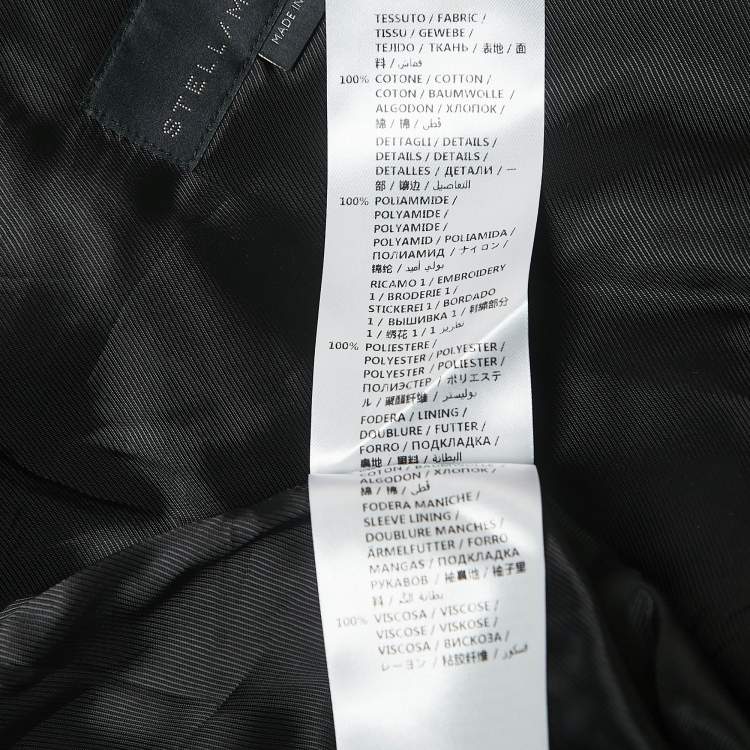 STELLAM
MADE IN
TESSUTO / FABRIC /
TISSU / GEWEBE /
TEJIDO / ТКАНЬ / 表地 / 面
料 / قماش
100% COTONE / COTTON /
COTON / BAUMWOLLE /
ALGODON / ХЛОПОК /
綿 / 棉 / قطن
DETTAGLI / DETAILS /
DETAILS / DETAILS /
DETALLES / ДЕТАЛИ / 一
部 / 镶边 / التفاصيل
100% POLIAMMIDE /
POLYAMIDE /
POLYAMIDE /
POLYAMID / POLIAMIDA /
ПОЛИАМИД / ナイロン /
锦纶 / بولي أميد
RICAMO 1 / EMBROIDERY
1 / BRODERIE 1 /
STICKEREI 1 / BORDADO
1 / ВЫШИВКА 1 / 刺繍部分
1 / 绣花 1 / تطريز 1
100% POLIESTERE /
POLYESTER / POLYESTER /
POLYESTER / POLIESTER /
ПОЛИЭСТЕР / ポリエステ
ル / 聚酯纤维 / بوليستر
FODERA / LINING /
DOUBLURE / FUTTER /
FORRO / ПОДКЛАДКА /
裏地 / 里料 / البطانة
COTON / BAUMWOLLE /
ALGODON / ХЛОПОК /
綿 / 棉 / قطن
FODERA MANICHE /
SLEEVE LINING /
DOUBLURE MANCHES /
ÄRMELFUTTER / FORRO
MANGAS / ПОДКЛАДКА
РУКАВОВ / 袖裏地 / 袖子里
料 / بطانة الكم
100% VISCOSA / VISCOSE /
VISCOSE / VISKOSE /
VISCOSA / ВИСКОЗА /
レーヨン / 粘胶纤维 / فسكوز